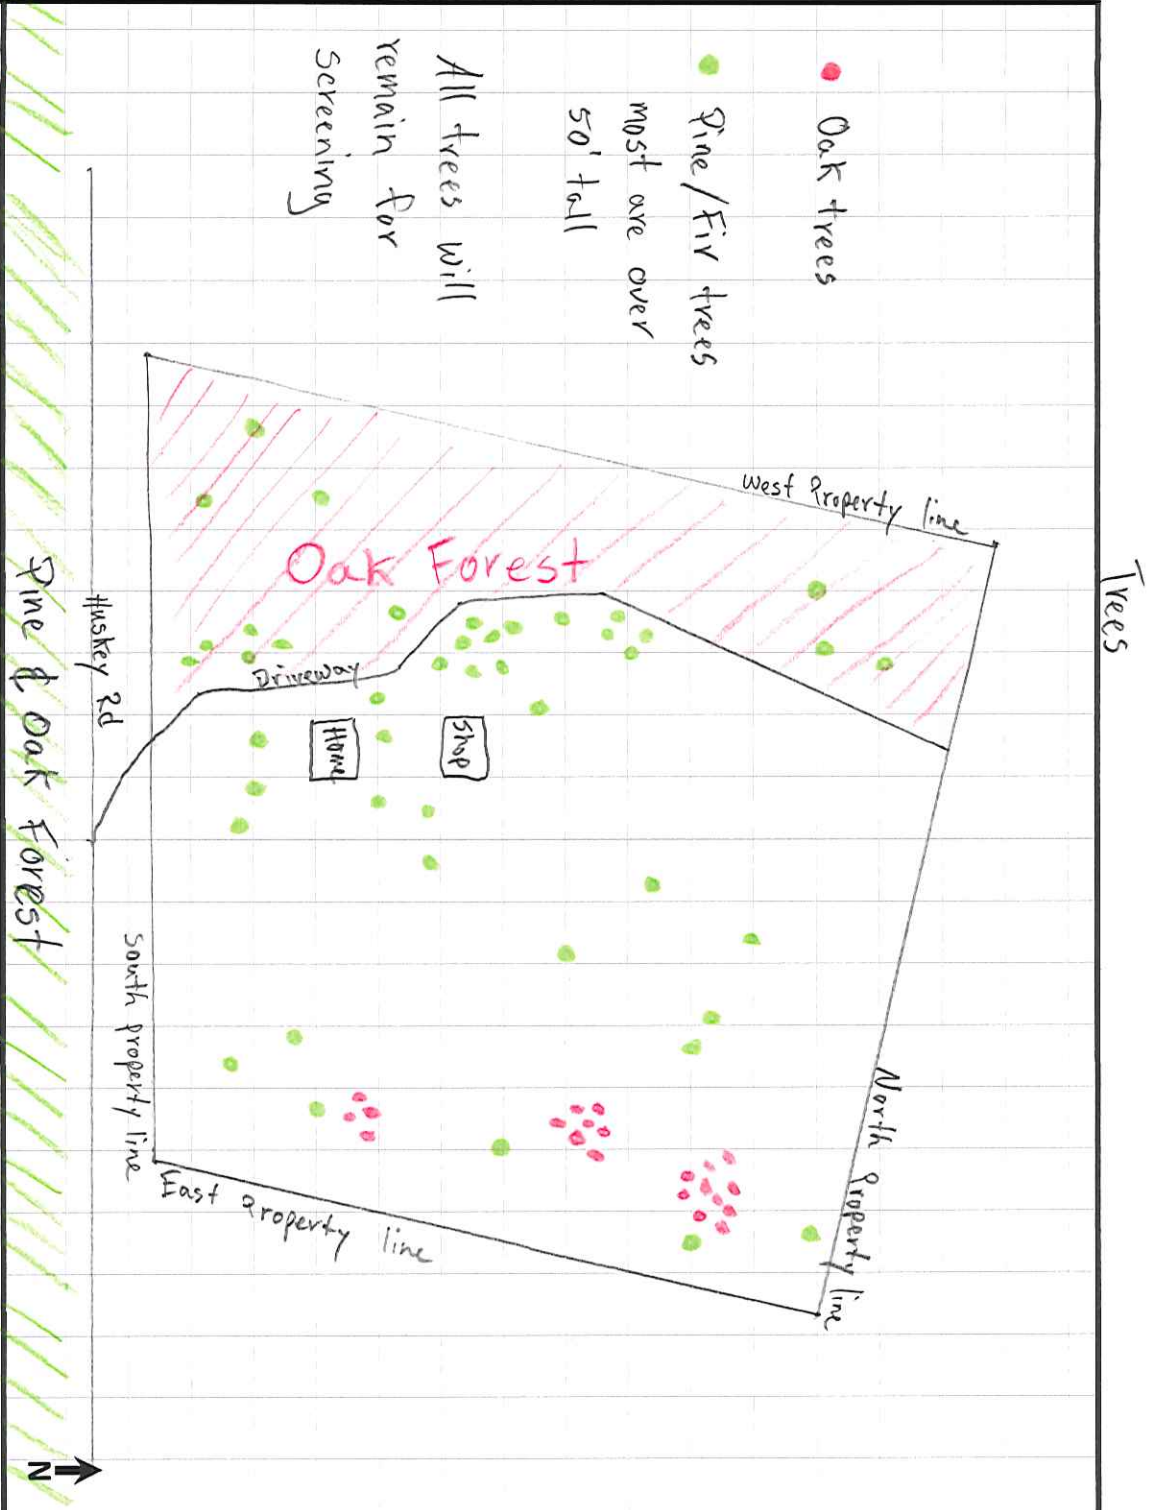 Trees
Oak trees
Pine/Fir trees
most are over
50' tall
All trees will
remain for
screening
West Property line
North Property line
Oak Forest
Driveway
Home
Shop
South property line
East Property line
Huskey Rd
Pine & Oak Forest
N